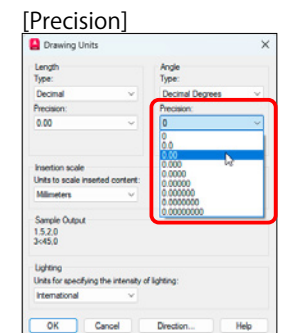 [Precision]
Drawing Units
Length
Type:
Decimal
Precision:
0.00
Angle
Type:
Decimal Degrees
Precision:
0
0
0.0
0.00
0.000
0.0000
0.00000
0.000000
0.0000000
0.00000000
Insertion scale
Units to scale inserted content:
Millimeters
Sample Output
1.5,2,0
3<45,0
Lighting
Units for specifying the intensity of lighting:
International
OK Cancel Direction... Help